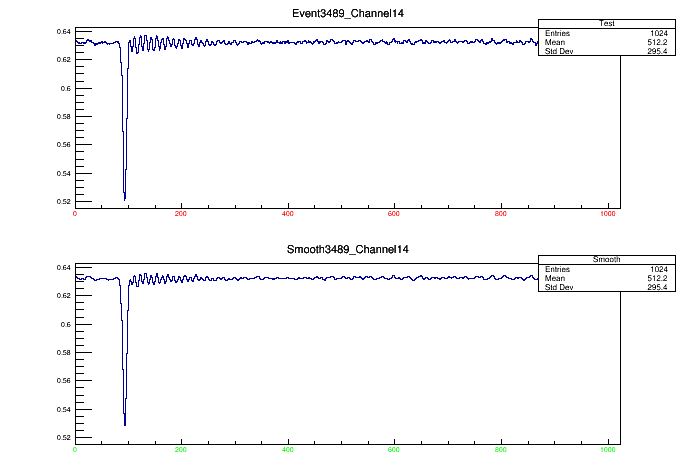 Event3489_Channel14
Test
Entries 1024
Mean 512.2
Std Dev 295.4
0.64
0.62
0.6
0.58
0.56
0.54
0.52
0 200 400 600 800 1000
Smooth3489_Channel14
Smooth
Entries 1024
Mean 512.2
Std Dev 295.4
0.64
0.62
0.6
0.58
0.56
0.54
0.52
0 200 400 600 800 1000